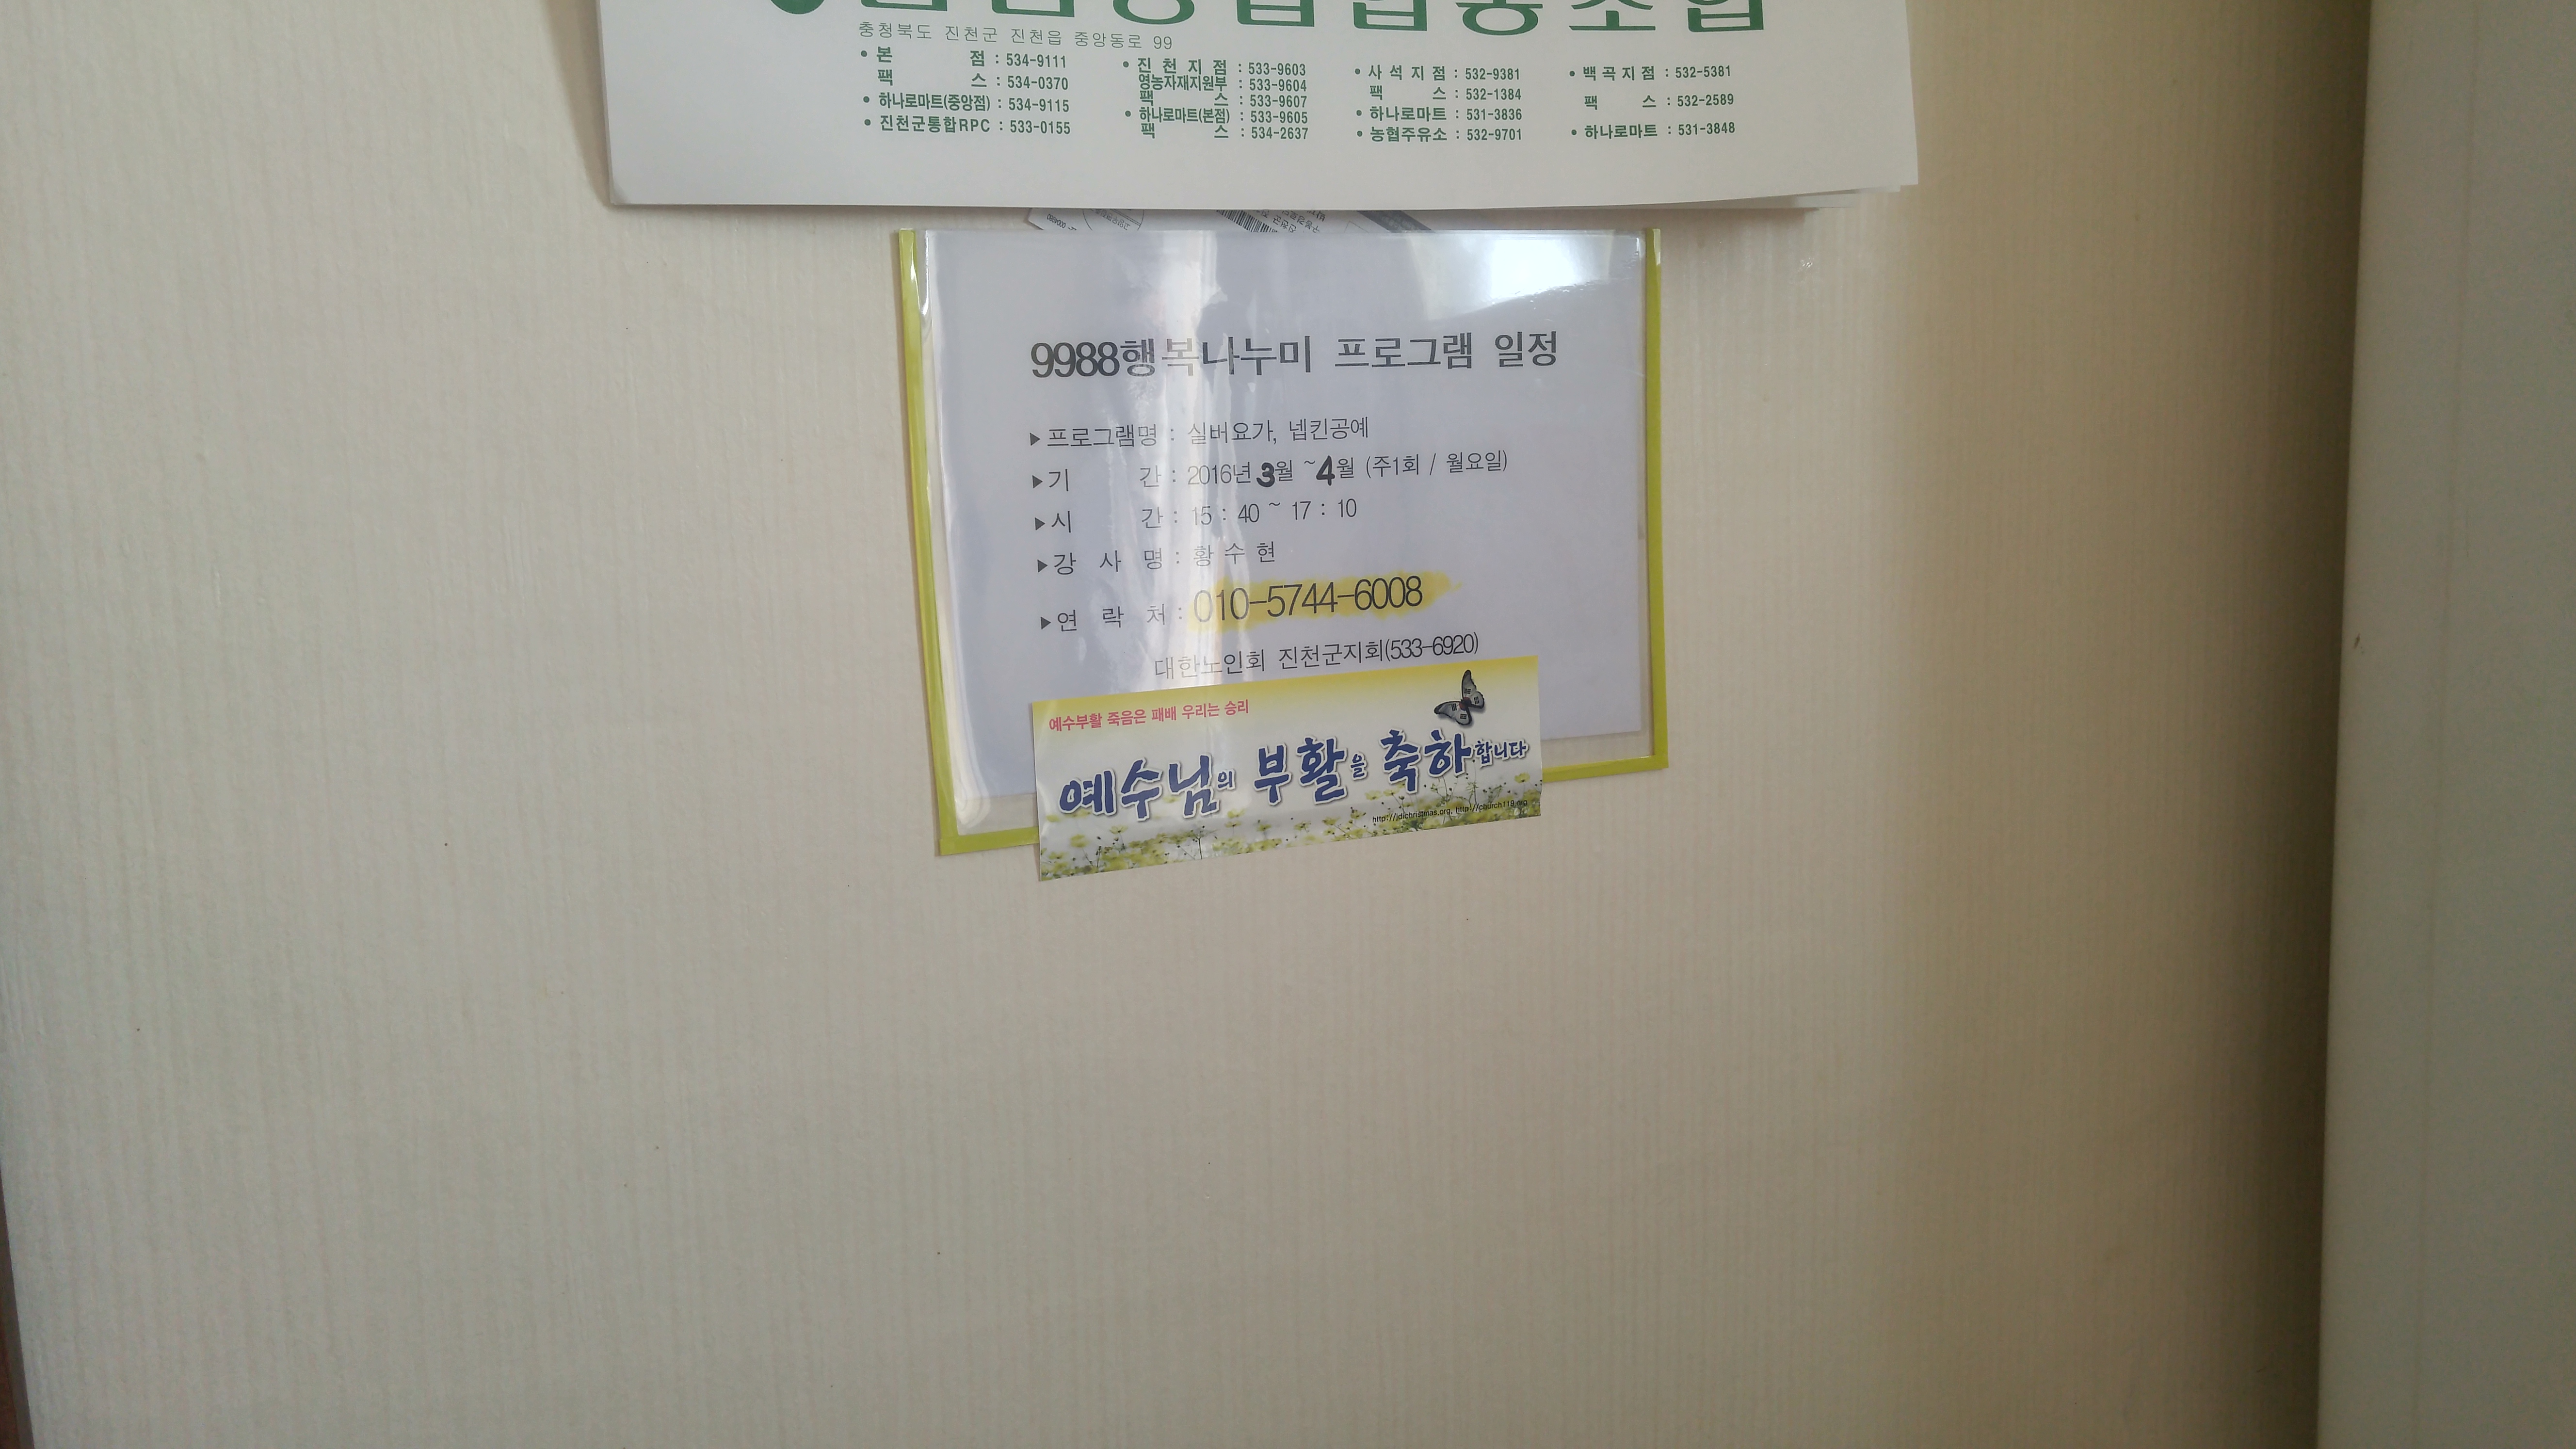 충청북도 진천군 진천읍 중앙동로 99
• 본 점 : 534-9111
팩 스 : 534-0370
• 하나로마트(중앙점) : 534-9115
• 진천군통합RPC : 533-0155
• 진 천 지 점 : 533-9603
영농자재지원부 : 533-9604
팩 스 : 533-9607
• 하나로마트(본점) : 533-9605
팩 스 : 534-2637
• 사 석 지 점 : 532-9381
팩 스 : 532-1384
• 하나로마트 : 531-3836
• 농협주유소 : 532-9701
• 백 곡 지 점 : 532-5381
팩 스 : 532-2589
• 하나로마트 : 531-3848
9988행복나누미 프로그램 일정
▶프로그램명 : 실버요가, 넵킨공예
▶기 간 : 2016년 3월 ~4월 (주1회 / 월요일)
▶시 간 : 15 : 40 ~ 17 : 10
▶강 사 명 : 황 수 현
▶연 락 처 : 010-5744-6008
대한노인회 진천군지회(533-6920)
예수부활 죽음은 패배 우리는 승리
예수님의 부활을 축하합니다
http://jdichristmas.org, http://church119.org